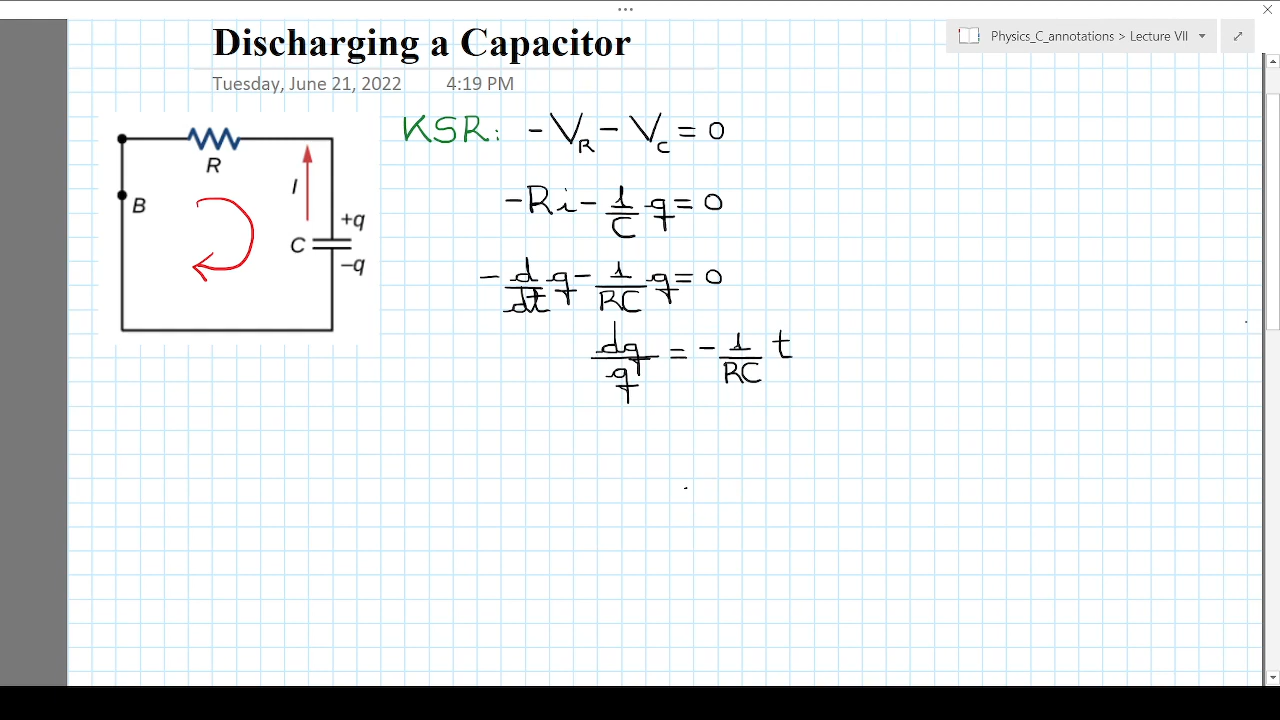 Discharging a Capacitor
Physics_C_annotations > Lecture VII
Tuesday, June 21, 2022 4:19 PM
R
B
I
C
+q
–q
KSR: -V_R - V_C = 0
-Ri - 1/C q = 0
-d/dt q - 1/RC q = 0
dq/q = -1/RC t